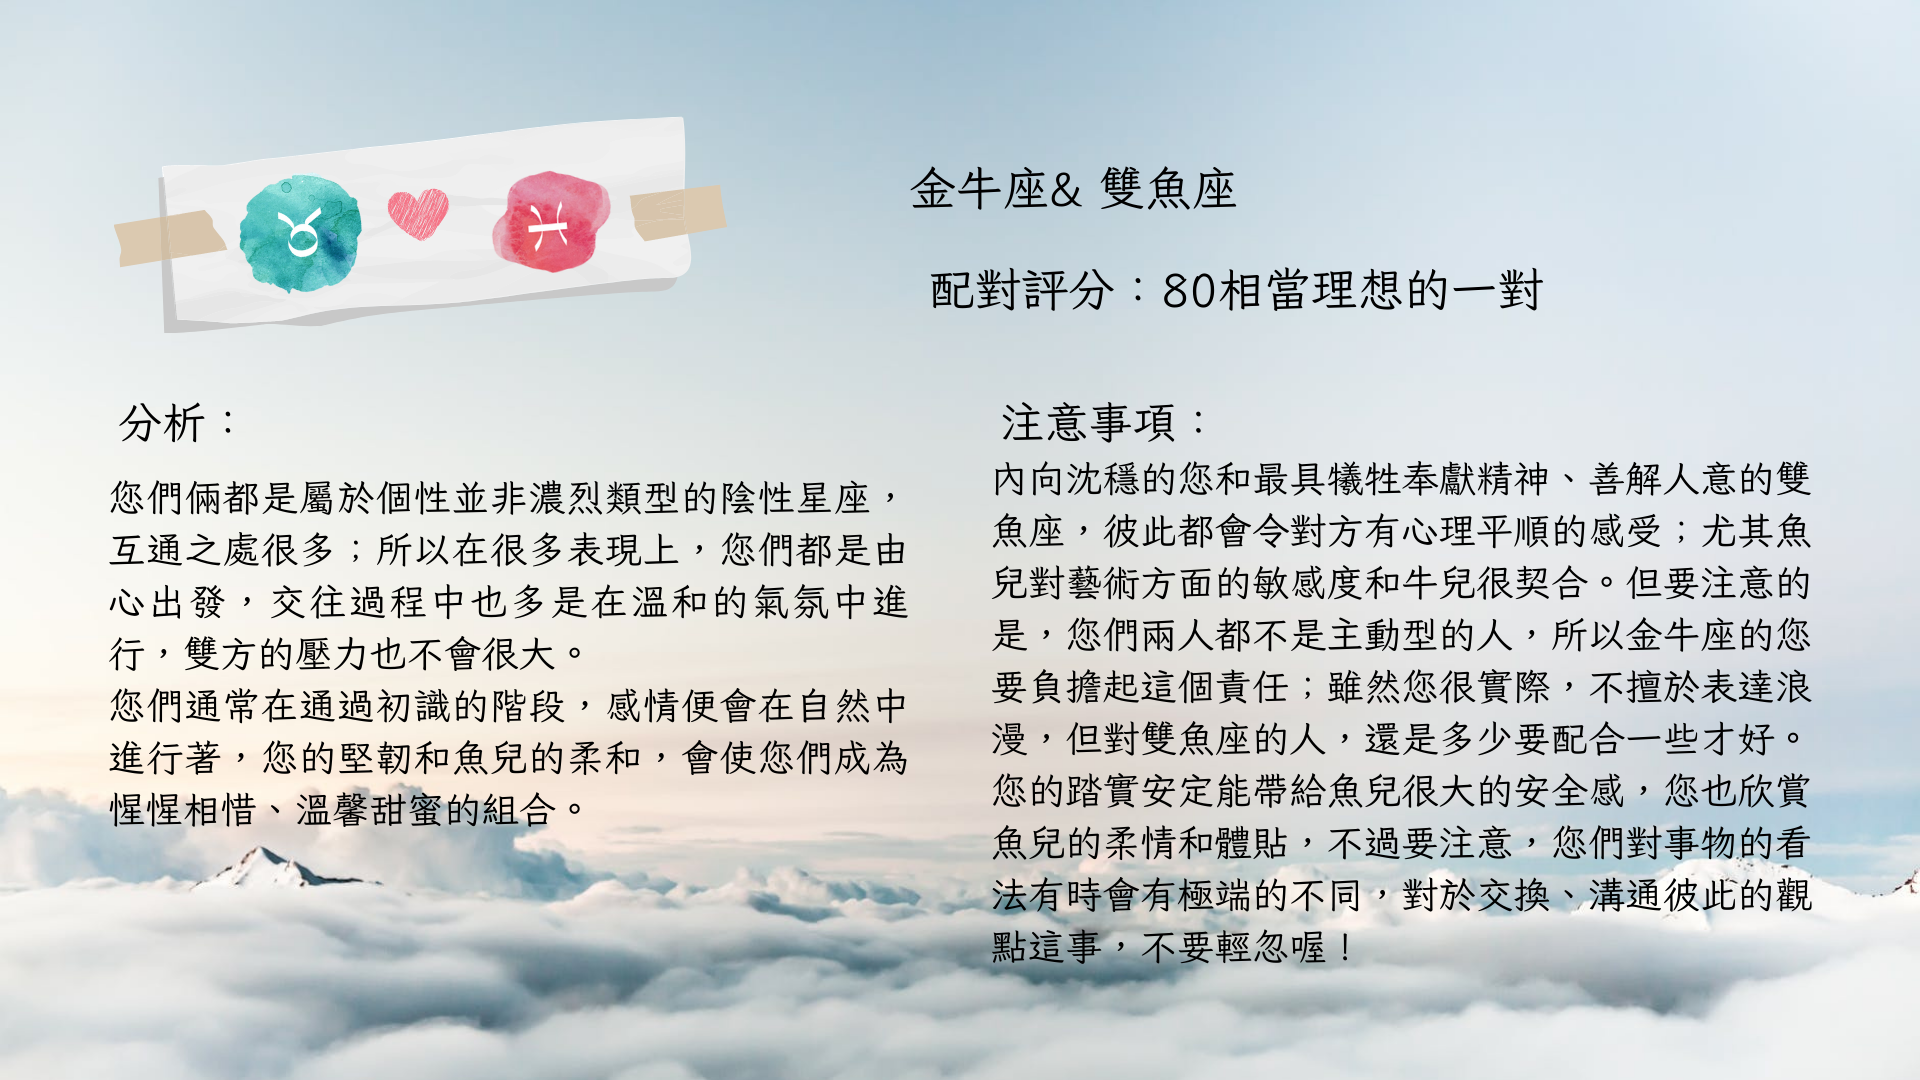 金牛座& 雙魚座
配對評分：80相當理想的一對
分析：
您們倆都是屬於個性並非濃烈類型的陰性星座，
互通之處很多；所以在很多表現上，您們都是由
心出發，交往過程中也多是在溫和的氣氛中進
行，雙方的壓力也不會很大。
您們通常在通過初識的階段，感情便會在自然中
進行著，您的堅韌和魚兒的柔和，會使您們成為
惺惺相惜、溫馨甜蜜的組合。
注意事項：
內向沈穩的您和最具犧牲奉獻精神、善解人意的雙
魚座，彼此都會令對方有心理平順的感受；尤其魚
兒對藝術方面的敏感度和牛兒很契合。但要注意的
是，您們兩人都不是主動型的人，所以金牛座的您
要負擔起這個責任；雖然您很實際，不擅於表達浪
漫，但對雙魚座的人，還是多少要配合一些才好。
您的踏實安定能帶給魚兒很大的安全感，您也欣賞
魚兒的柔情和體貼，不過要注意，您們對事物的看
法有時會有極端的不同，對於交換、溝通彼此的觀
點這事，不要輕忽喔！